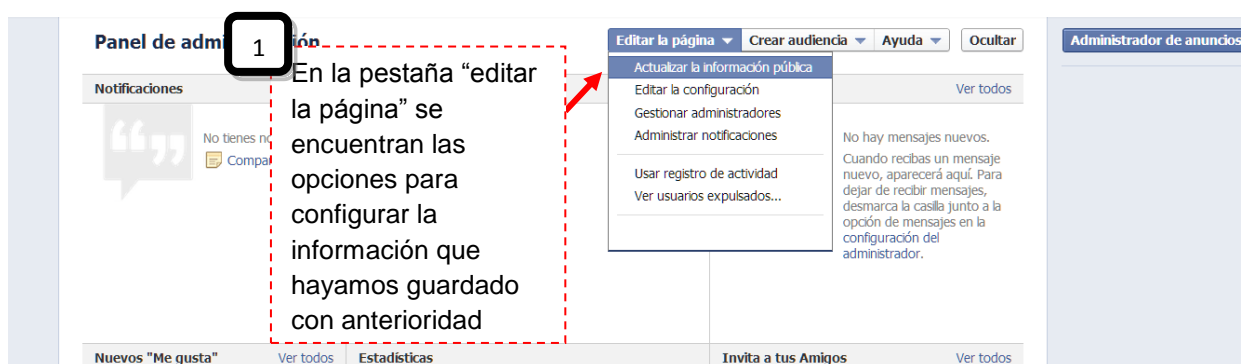 Panel de admi
ión
1
Editar la página
Crear audiencia
Ayuda
Ocultar
Administrador de anuncios
En la pestaña “editar
la página” se
encuentran las
opciones para
configurar la
información que
hayamos guardado
con anterioridad
Actualizar la información pública
Editar la configuración
Gestionar administradores
Administrar notificaciones
Usar registro de actividad
Ver usuarios expulsados...
Notificaciones
Ver todos
No tienes no
Compa
No hay mensajes nuevos.
Cuando recibas un mensaje
nuevo, aparecerá aquí. Para
dejar de recibir mensajes,
desmarca la casilla junto a la
opción de mensajes en la
configuración del
administrador.
Nuevos "Me gusta"
Ver todos
Estadísticas
Invita a tus Amigos
Ver todos